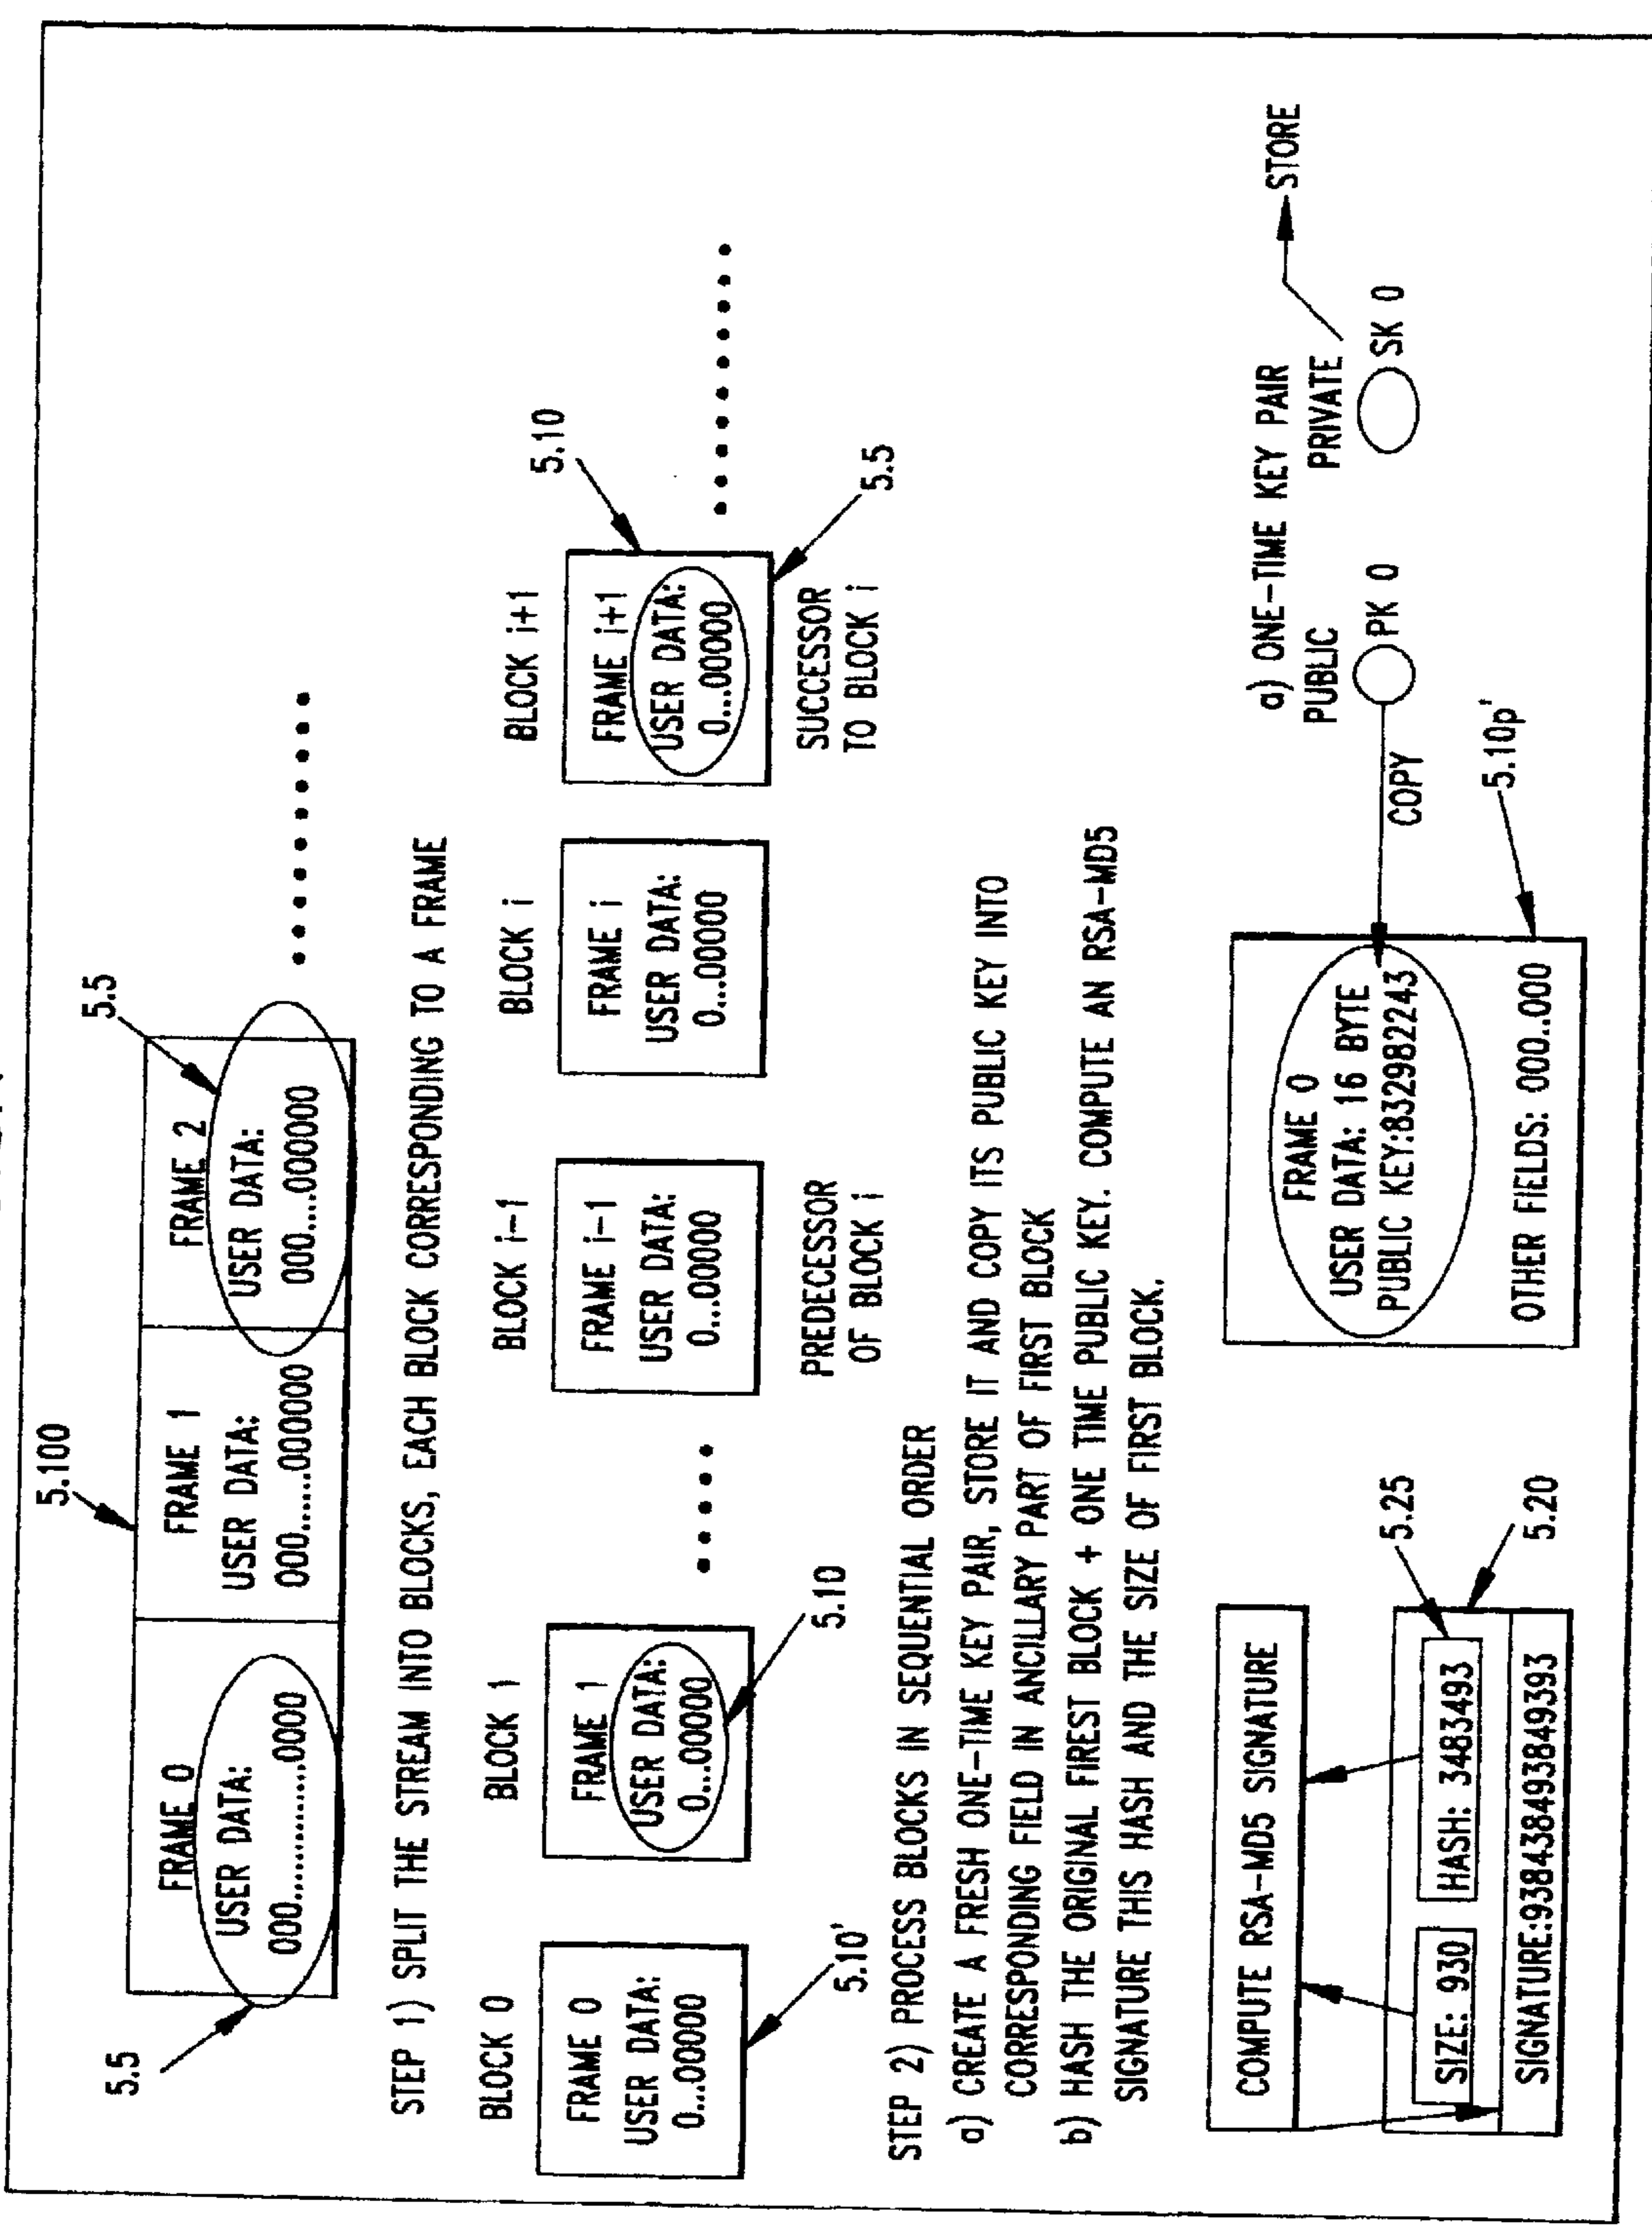 5.100
5.5
5.5
FRAME 0
USER DATA:
000..............0000
FRAME 1
USER DATA:
000......000000
FRAME 2
USER DATA:
000....000000
STEP 1) SPLIT THE STREAM INTO BLOCKS, EACH BLOCK CORRESPONDING TO A FRAME
BLOCK 0
FRAME 0
USER DATA:
0...00000
5.10'
BLOCK 1
FRAME 1
USER DATA:
0...00000
5.10
BLOCK i-1
FRAME i-1
USER DATA:
0...00000
PREDECESSOR
OF BLOCK i
BLOCK i
FRAME i
USER DATA:
0...00000
BLOCK i+1
FRAME i+1
USER DATA:
0...00000
SUCCESSOR
TO BLOCK i
5.10
5.5
STEP 2) PROCESS BLOCKS IN SEQUENTIAL ORDER
a) CREATE A FRESH ONE-TIME KEY PAIR, STORE IT AND COPY ITS PUBLIC KEY INTO
CORRESPONDING FIELD IN ANCILLARY PART OF FIRST BLOCK
b) HASH THE ORIGINAL FIREST BLOCK + ONE TIME PUBLIC KEY. COMPUTE AN RSA-MD5
SIGNATURE THIS HASH AND THE SIZE OF FIRST BLOCK.
COMPUTE RSA-MD5 SIGNATURE
SIZE: 930
HASH: 3483493
SIGNATURE:938438493849393
5.25
5.20
FRAME 0
USER DATA: 16 BYTE
PUBLIC KEY:832982243
OTHER FIELDS: 000..000
5.10p'
COPY
a) ONE-TIME KEY PAIR
PUBLIC
PRIVATE
PK 0
SK 0
STORE